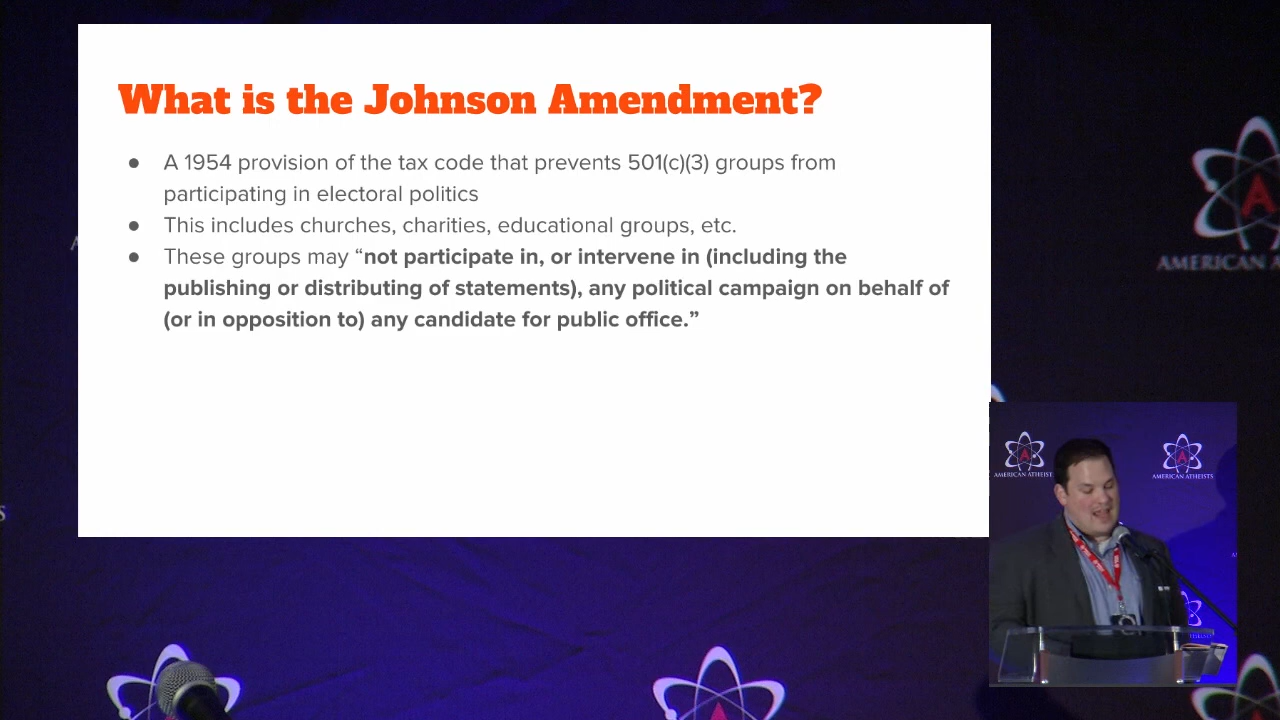 What is the Johnson Amendment?
● A 1954 provision of the tax code that prevents 501(c)(3) groups from
participating in electoral politics
● This includes churches, charities, educational groups, etc.
● These groups may “not participate in, or intervene in (including the
publishing or distributing of statements), any political campaign on behalf of
(or in opposition to) any candidate for public office.”
A
AMERICAN
A
AMERICAN ATHEISTS
A
AMERICAN ATHEISTS
A